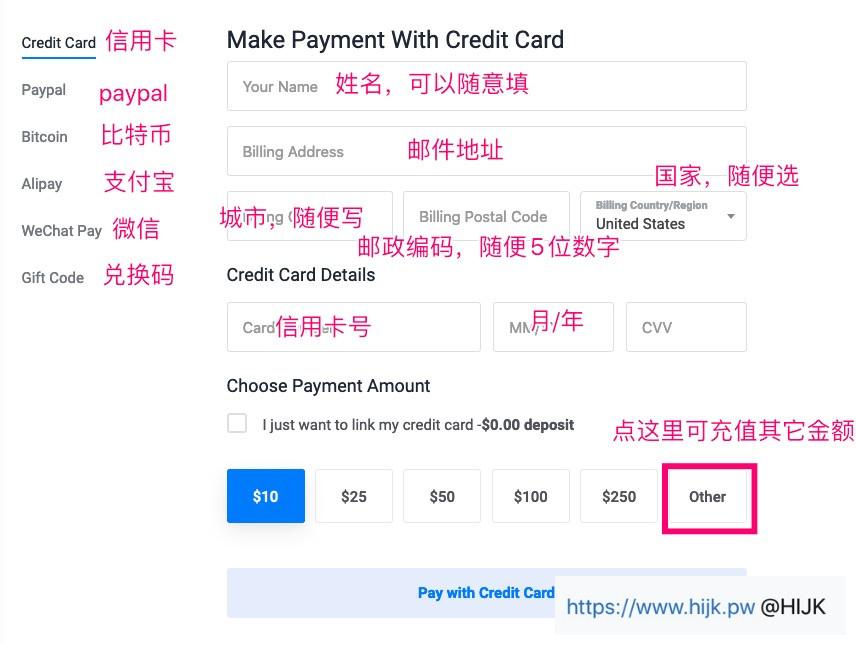 Credit Card 信用卡
Paypal paypal
Bitcoin 比特币
Alipay 支付宝
WeChat Pay 微信
Gift Code 兑换码
Make Payment With Credit Card
Your Name 姓名，可以随意填
Billing Address 邮件地址
国家，随便选
城市，随便写
Billing Postal Code
Billing Country/Region
United States
邮政编码，随便5位数字
Credit Card Details
Card 信用卡号
MM/ 月/年
CVV
Choose Payment Amount
I just want to link my credit card -$0.00 deposit
点这里可充值其它金额
$10 $25 $50 $100 $250 Other
Pay with Credit Card
https://www.hijk.pw @HIJK